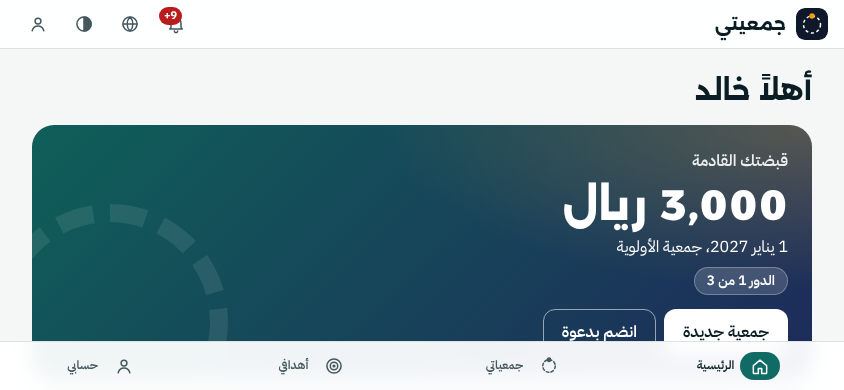 جمعيتي
+9
أهلاً خالد
قبضتك القادمة
3,000 ريال
1 يناير 2027، جمعية الأولوية
الدور 1 من 3
جمعية جديدة
انضم بدعوة
الرئيسية
جمعياتي
أهدافي
حسابي